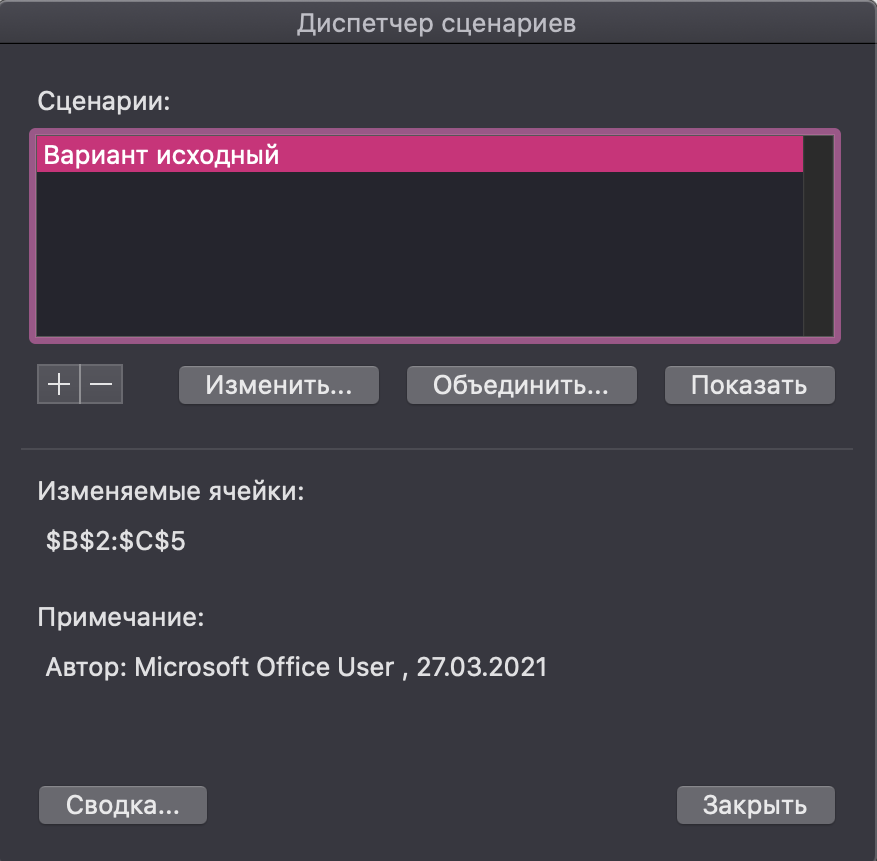 Диспетчер сценариев
Сценарии:
Вариант исходный
Изменить... Объединить... Показать
Изменяемые ячейки:
$B$2:$C$5
Примечание:
Автор: Microsoft Office User , 27.03.2021
Сводка... Закрыть